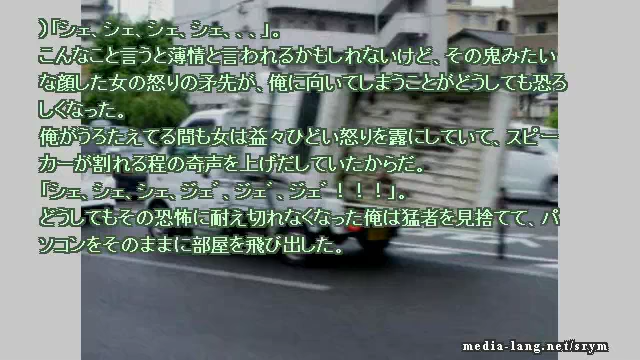 )「シェ、シェ、シェ、シェ、、、」。
こんなこと言うと薄情と言われるかもしれないけど、その鬼みたい
な顔した女の怒りの矛先が、俺に向いてしまうことがどうしても恐ろ
しくなった。
俺がうろたえてる間も女は益々ひどい怒りを露にしていて、スピー
カーが割れる程の奇声を上げだしていたからだ。
「シェ、シェ、シェ、ジェ゛、ジェ゛、ジェ゛！！！」。
どうしてもその恐怖に耐え切れなくなった俺は猛者を見捨てて、パ
ソコンをそのままに部屋を飛び出した。
media-lang.net/srym